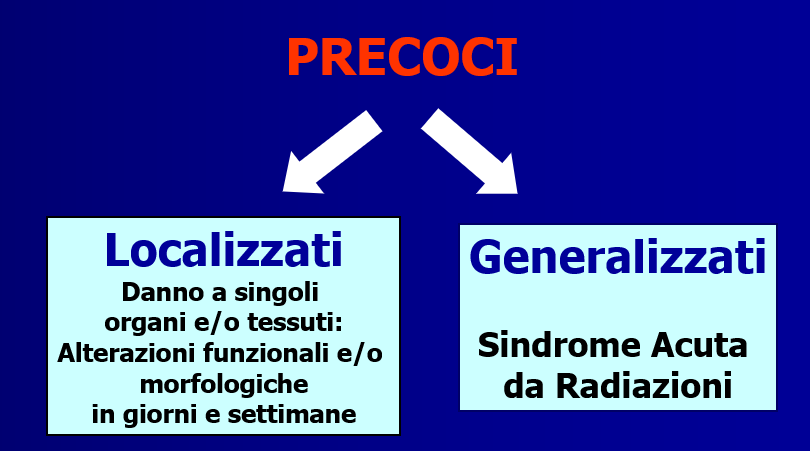 PRECOCI
Localizzati
Danno a singoli
organi e/o tessuti:
Alterazioni funzionali e/o
morfologiche
in giorni e settimane
Generalizzati
Sindrome Acuta
da Radiazioni